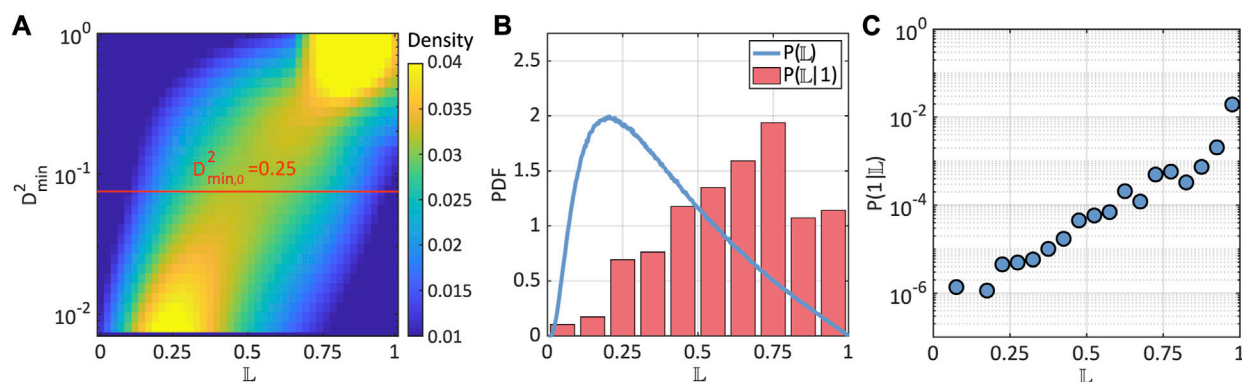 A
10⁰
10⁻¹
10⁻²
D²min
D²min,0 =0.25
0
0.25
0.5
0.75
1
𝕃
Density
0.04
0.035
0.03
0.025
0.02
0.015
0.01
B
2.5
2
1.5
1
0.5
0
PDF
P(𝕃)
P(𝕃|1)
0
0.25
0.5
0.75
1
𝕃
C
10⁰
10⁻²
10⁻⁴
10⁻⁶
P(1|𝕃)
0
0.25
0.5
0.75
1
𝕃